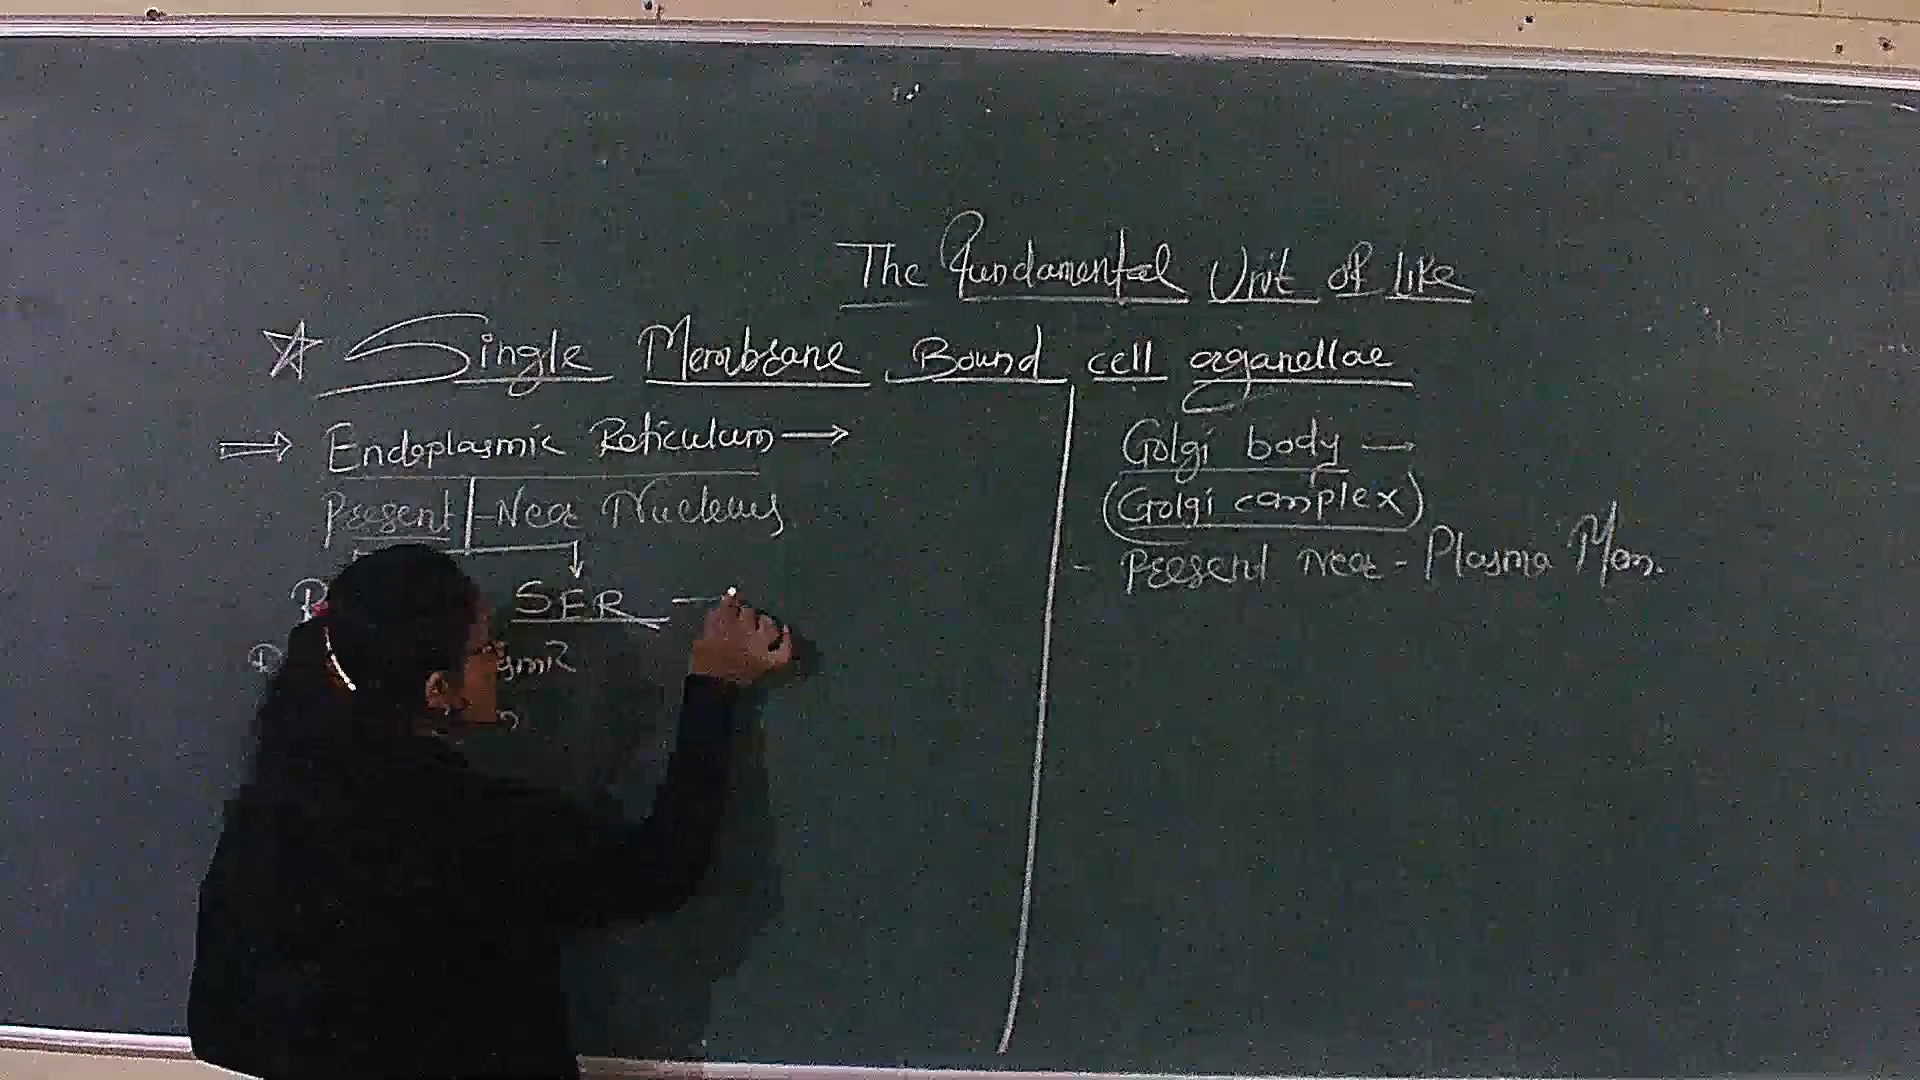 The Fundamental Unit of Like
Single Membrane Bound cell organellae
⇒ Endoplasmic Reticulum →
Present - Near Nucleus
SER
Golgi body →
(Golgi complex)
- Present near - Plasma Mem.